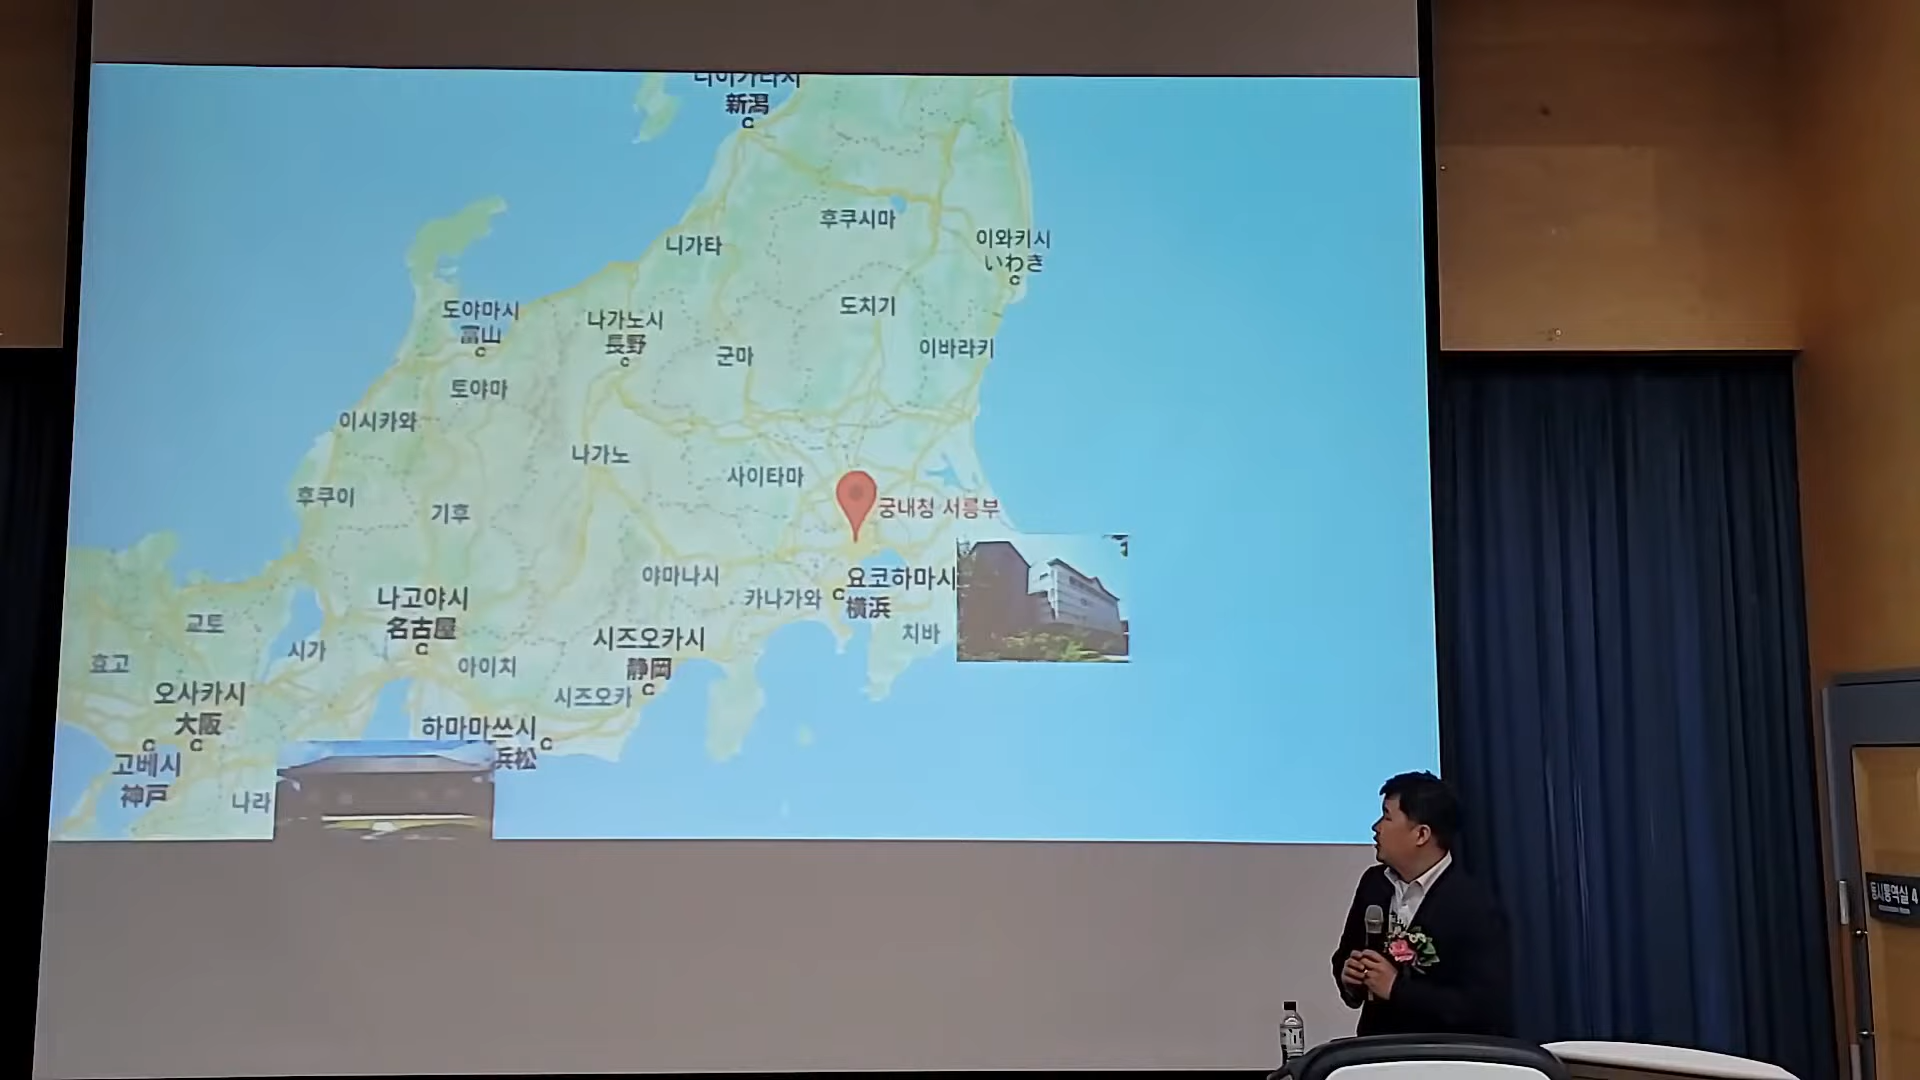 니이가타시
新潟
후쿠시마
니가타
이와키시
いわき
도치기
도야마시
富山
나가노시
長野
이바라키
군마
토야마
이시카와
나가노
사이타마
후쿠이
기후
궁내청 서릉부
야마나시
요코하마시
横浜
카나가와
나고야시
名古屋
교토
치바
시즈오카시
静岡
시가
효고
아이치
오사카시
大阪
시즈오카
하마마쓰시
浜松
고베시
神戸
나라
동시통역실 4